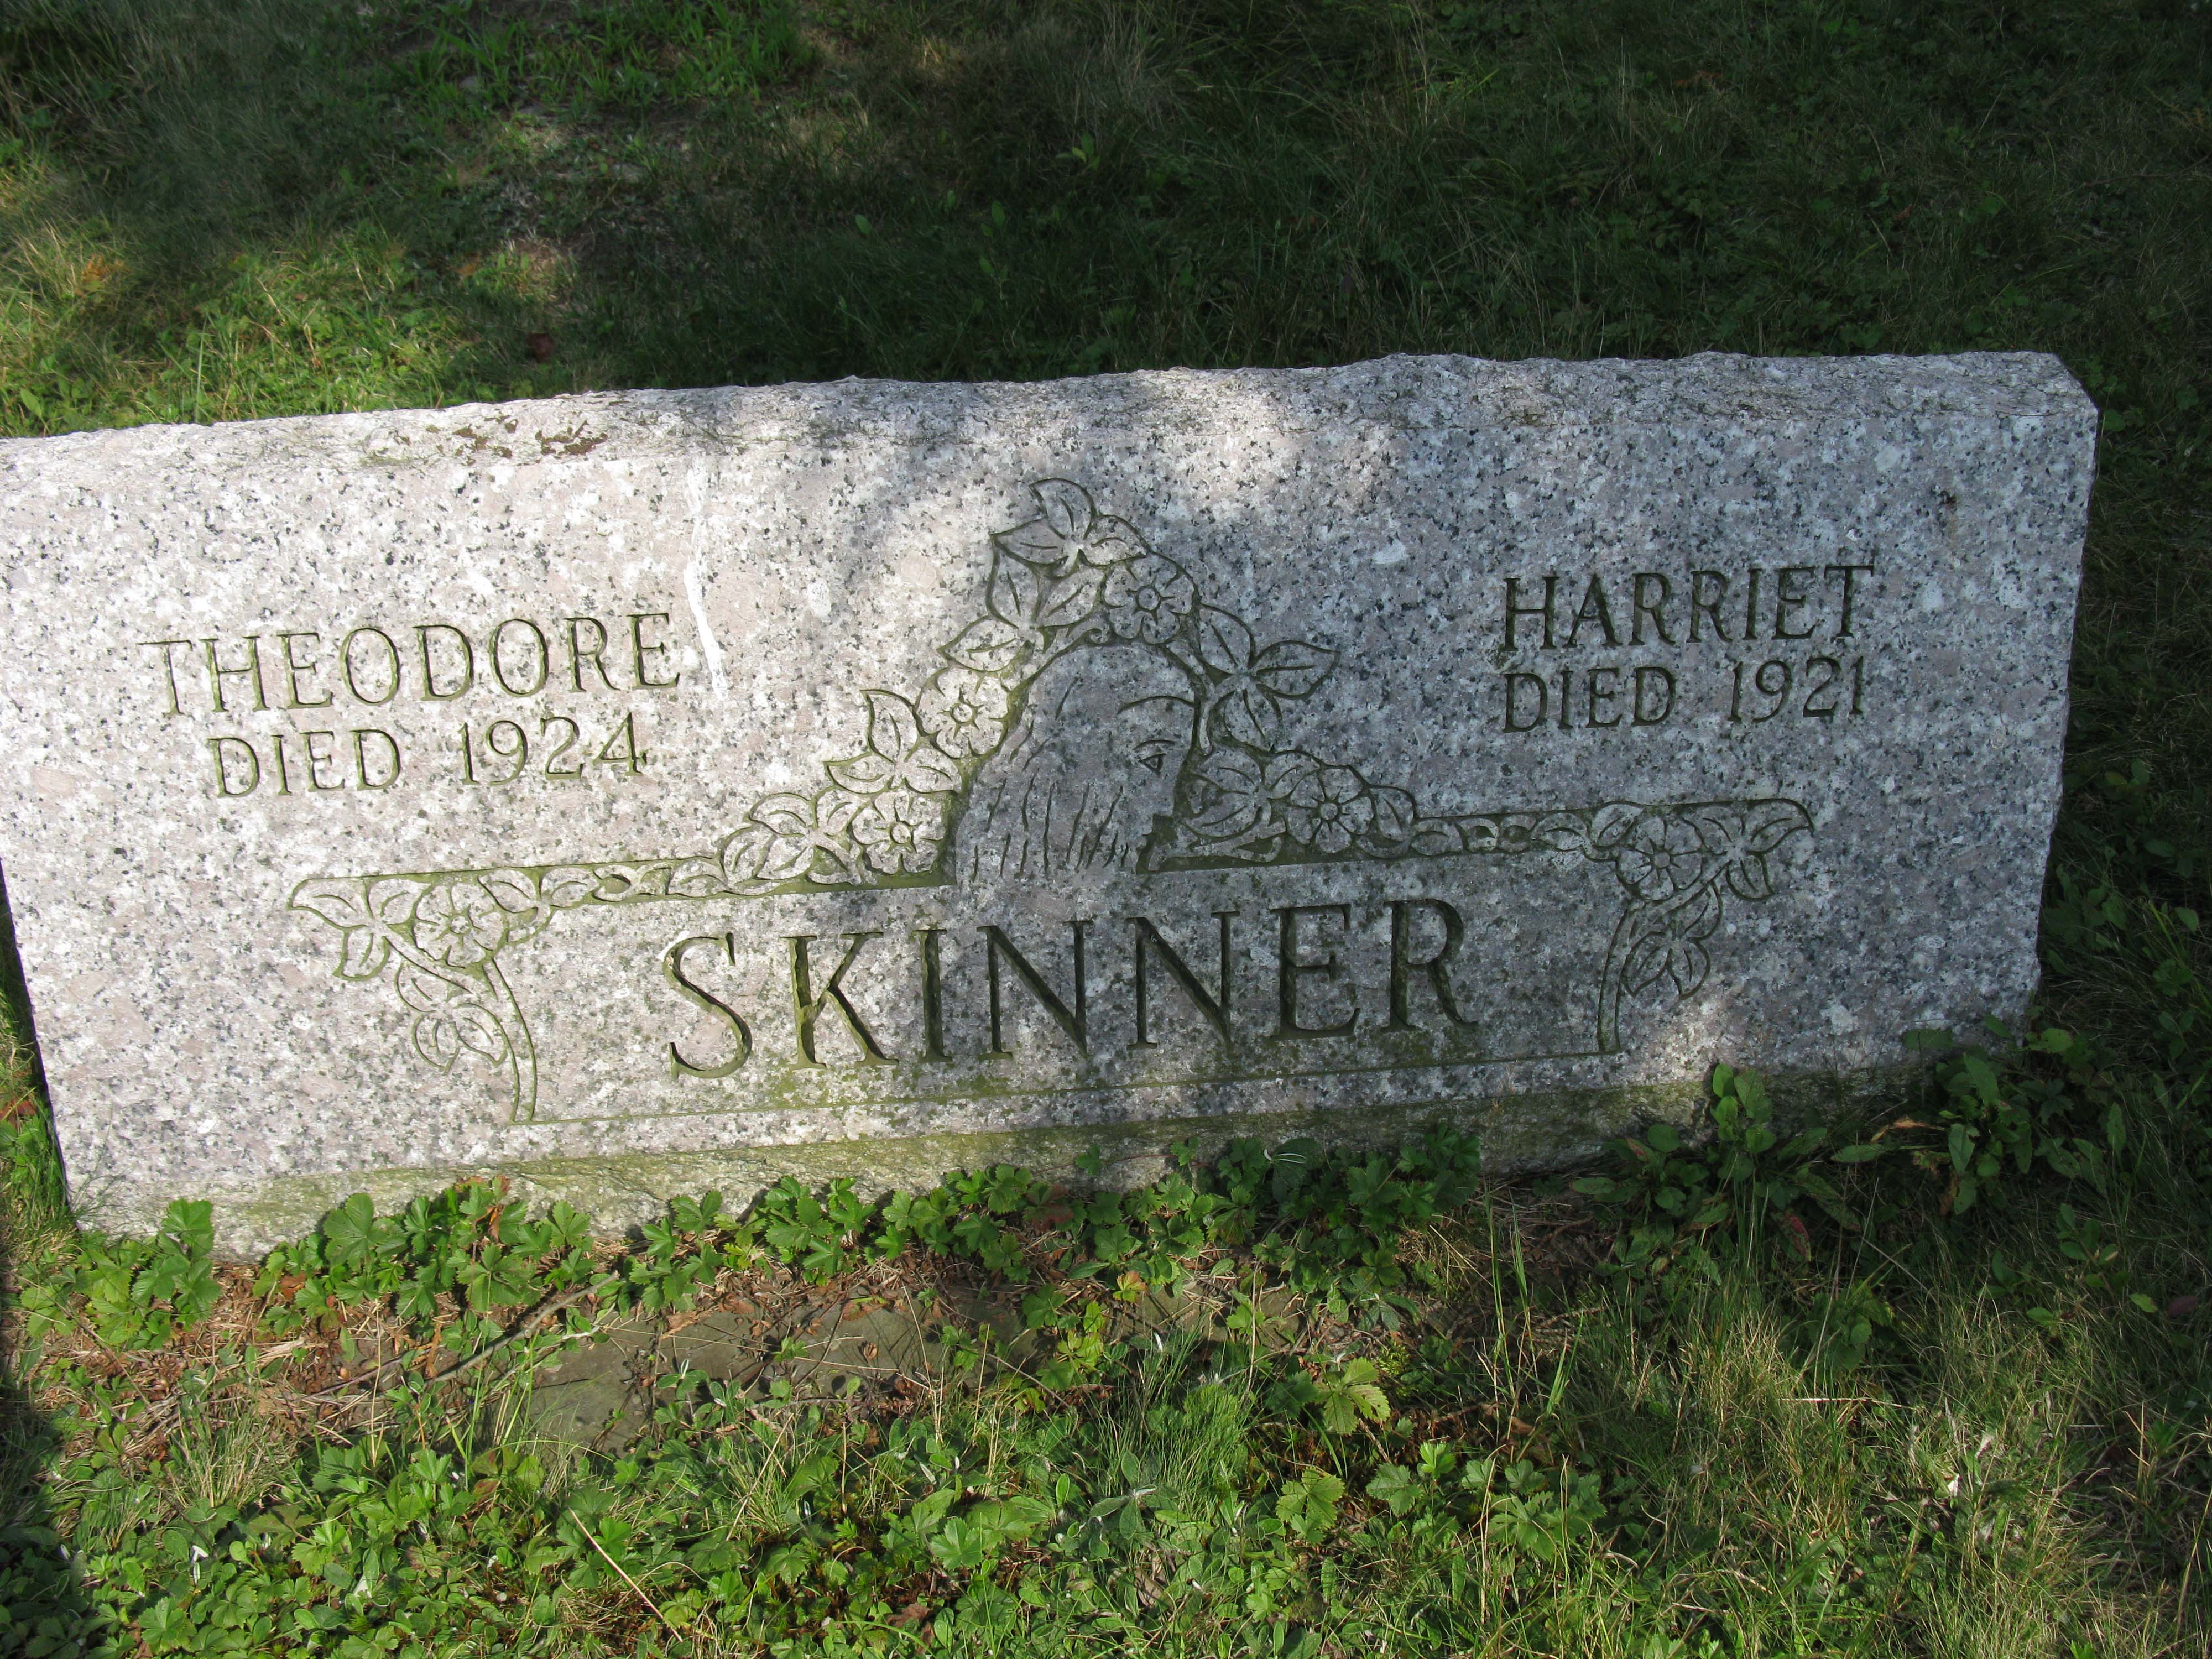 THEODORE
DIED 1924
HARRIET
DIED 1921
SKINNER